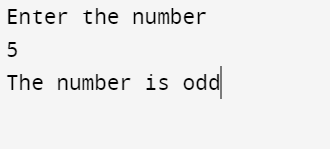 Enter the number
5
The number is odd